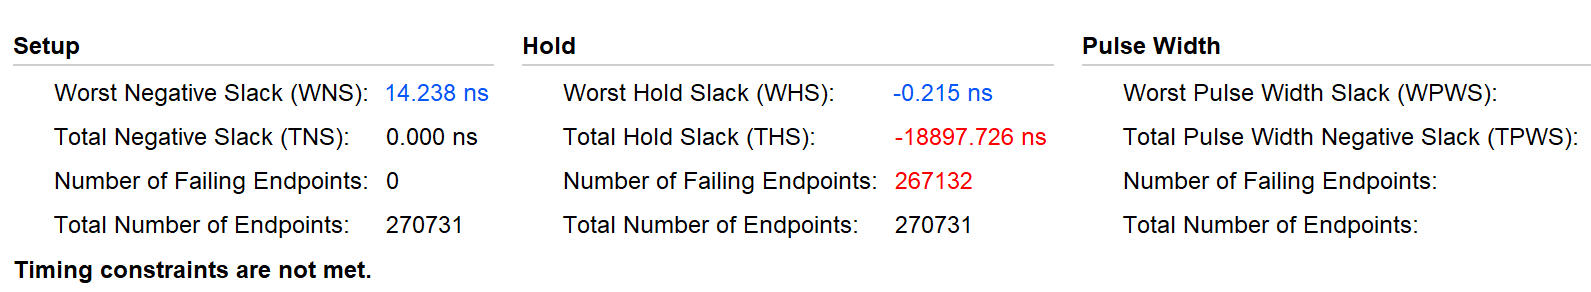 Setup
Worst Negative Slack (WNS): 14.238 ns
Total Negative Slack (TNS): 0.000 ns
Number of Failing Endpoints: 0
Total Number of Endpoints: 270731
Hold
Worst Hold Slack (WHS): -0.215 ns
Total Hold Slack (THS): -18897.726 ns
Number of Failing Endpoints: 267132
Total Number of Endpoints: 270731
Pulse Width
Worst Pulse Width Slack (WPWS):
Total Pulse Width Negative Slack (TPWS):
Number of Failing Endpoints:
Total Number of Endpoints:
Timing constraints are not met.